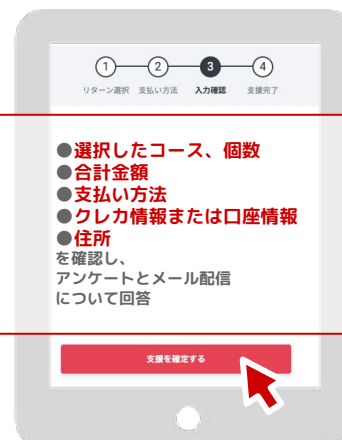 1 2 3 4
リターン選択 支払い方法 入力確認 支援完了
●選択したコース、個数
●合計金額
●支払い方法
●クレカ情報または口座情報
●住所
を確認し、
アンケートとメール配信
について回答
支援を確定する